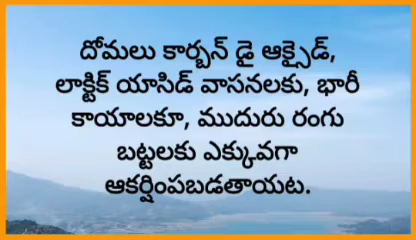 దోమలు కార్బన్ డై ఆక్సైడ్,
లాక్టిక్ యాసిడ్ వాసనలకు, భారీ
కాయాలకూ, ముదురు రంగు
బట్టలకు ఎక్కువగా
ఆకర్షింపబడతాయట.